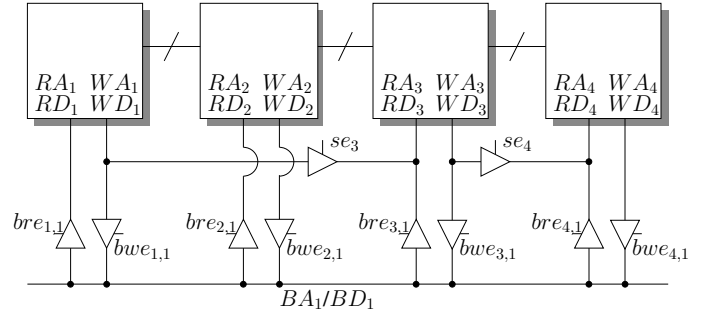 RA₁ WA₁ RA₂ WA₂ RA₃ WA₃ RA₄ WA₄
RD₁ WD₁ RD₂ WD₂ RD₃ WD₃ RD₄ WD₄
se₃ se₄
bre₁,₁ bre₂,₁ bre₃,₁ bre₄,₁
bwe₁,₁ bwe₂,₁ bwe₃,₁ bwe₄,₁
BA₁/BD₁